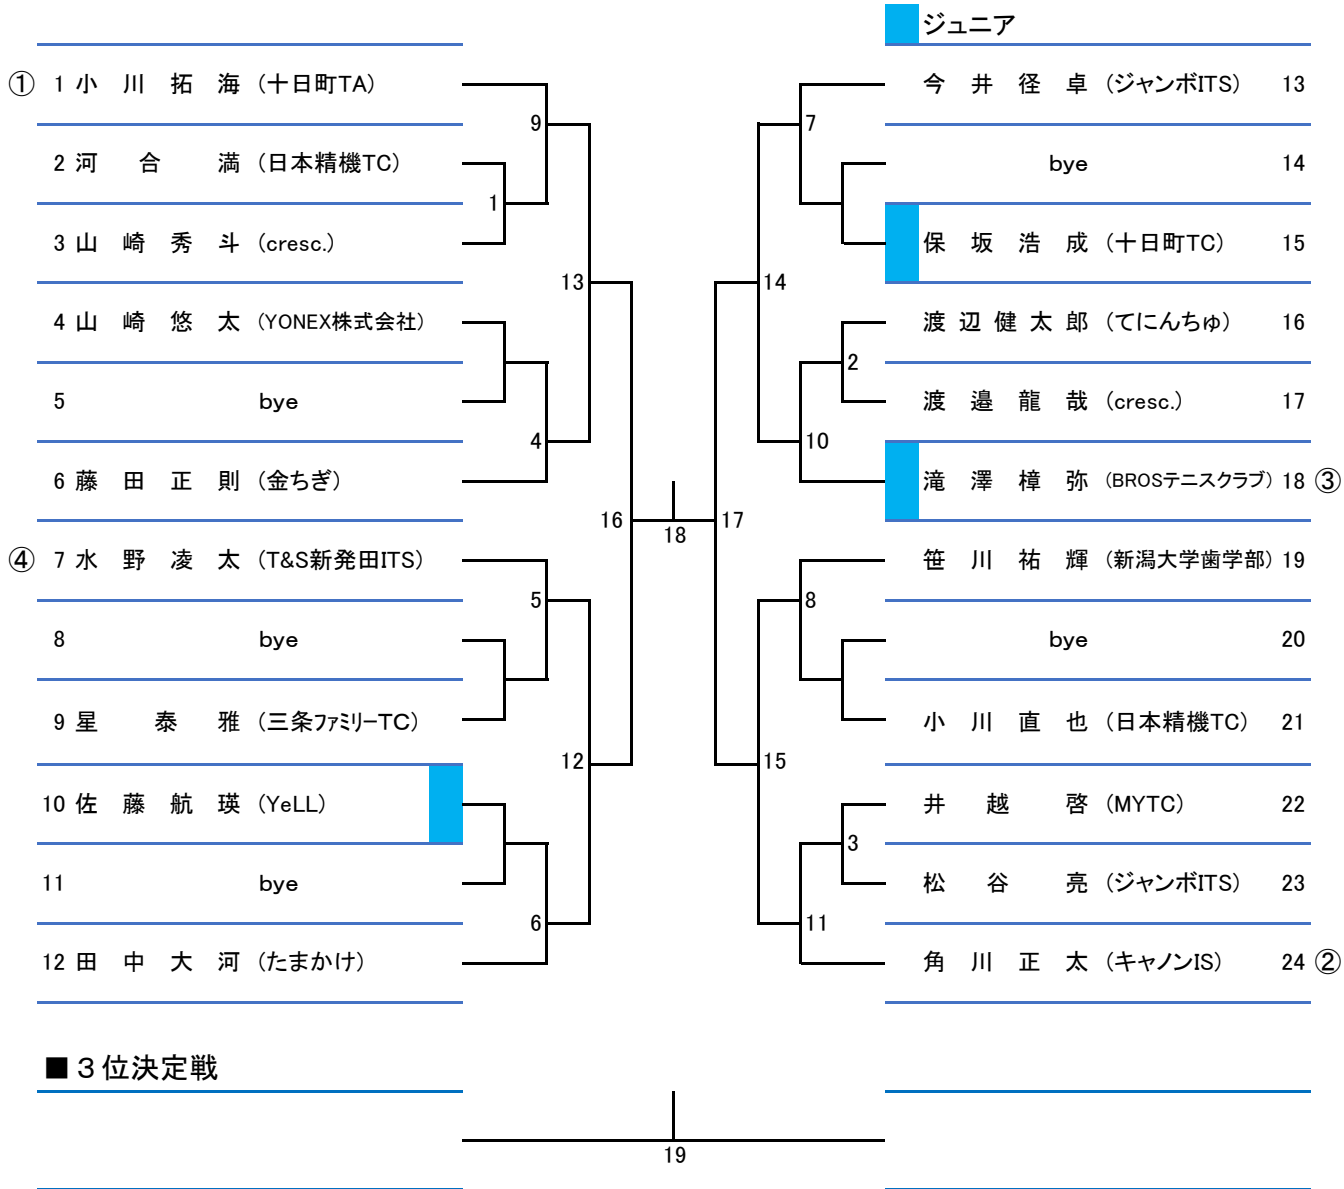 ジュニア
① 1 小川拓海 (十日町TA)
2 河合満 (日本精機TC)
3 山崎秀斗 (cresc.)
4 山崎悠太 (YONEX株式会社)
5 bye
6 藤田正則 (金ちぎ)
④ 7 水野凌太 (T&S新発田ITS)
8 bye
9 星泰雅 (三条ファミリーTC)
10 佐藤航瑛 (YeLL)
11 bye
12 田中大河 (たまかけ)
9
1
13
4
16
5
12
6
18
7
14
2
10
17
8
15
3
11
今井径卓 (ジャンボITS) 13
bye 14
保坂浩成 (十日町TC) 15
渡辺健太郎 (てにんちゅ) 16
渡邉龍哉 (cresc.) 17
滝澤樟弥 (BROSテニスクラブ) 18 ③
笹川祐輝 (新潟大学歯学部) 19
bye 20
小川直也 (日本精機TC) 21
井越啓 (MYTC) 22
松谷亮 (ジャンボITS) 23
角川正太 (キャノンIS) 24 ②
■３位決定戦
19